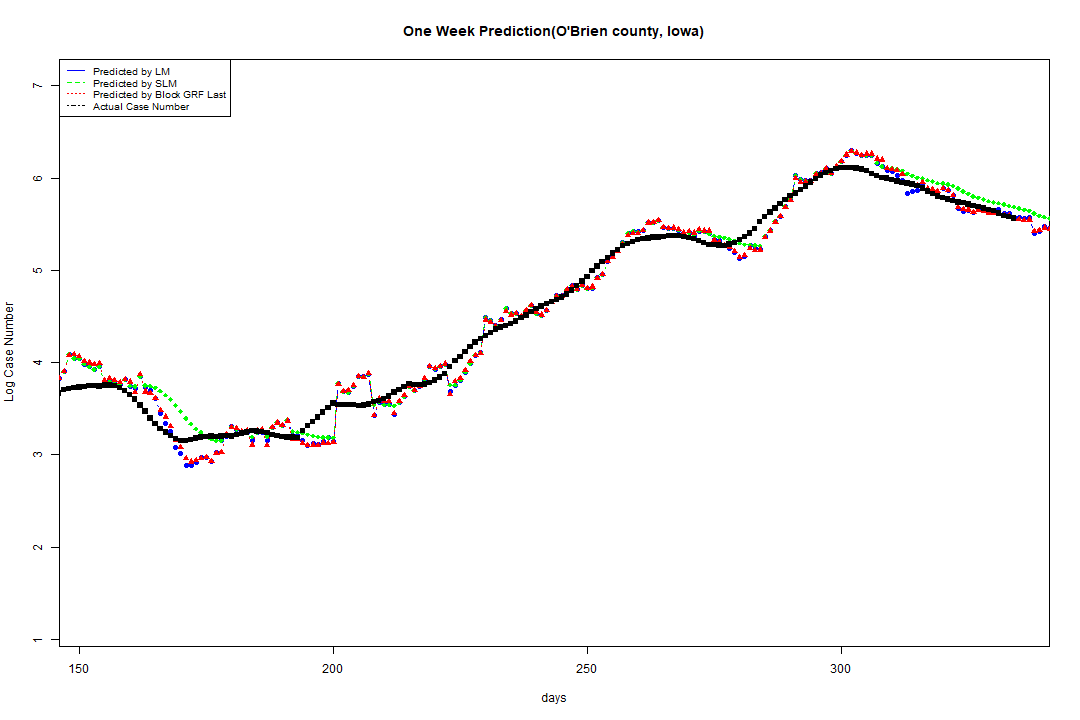 One Week Prediction(O'Brien county, Iowa)
Predicted by LM
Predicted by SLM
Predicted by Block GRF Last
Actual Case Number
Log Case Number
7
6
5
4
3
2
1
150 200 250 300
days